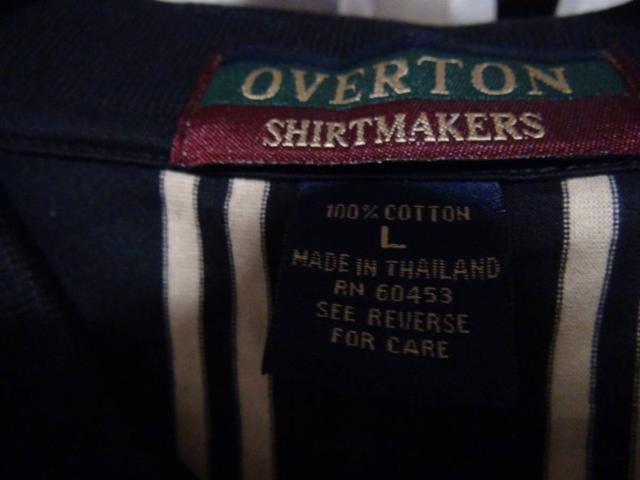 OVERTON
SHIRTMAKERS
100% COTTON
L
MADE IN THAILAND
RN 60453
SEE REVERSE
FOR CARE